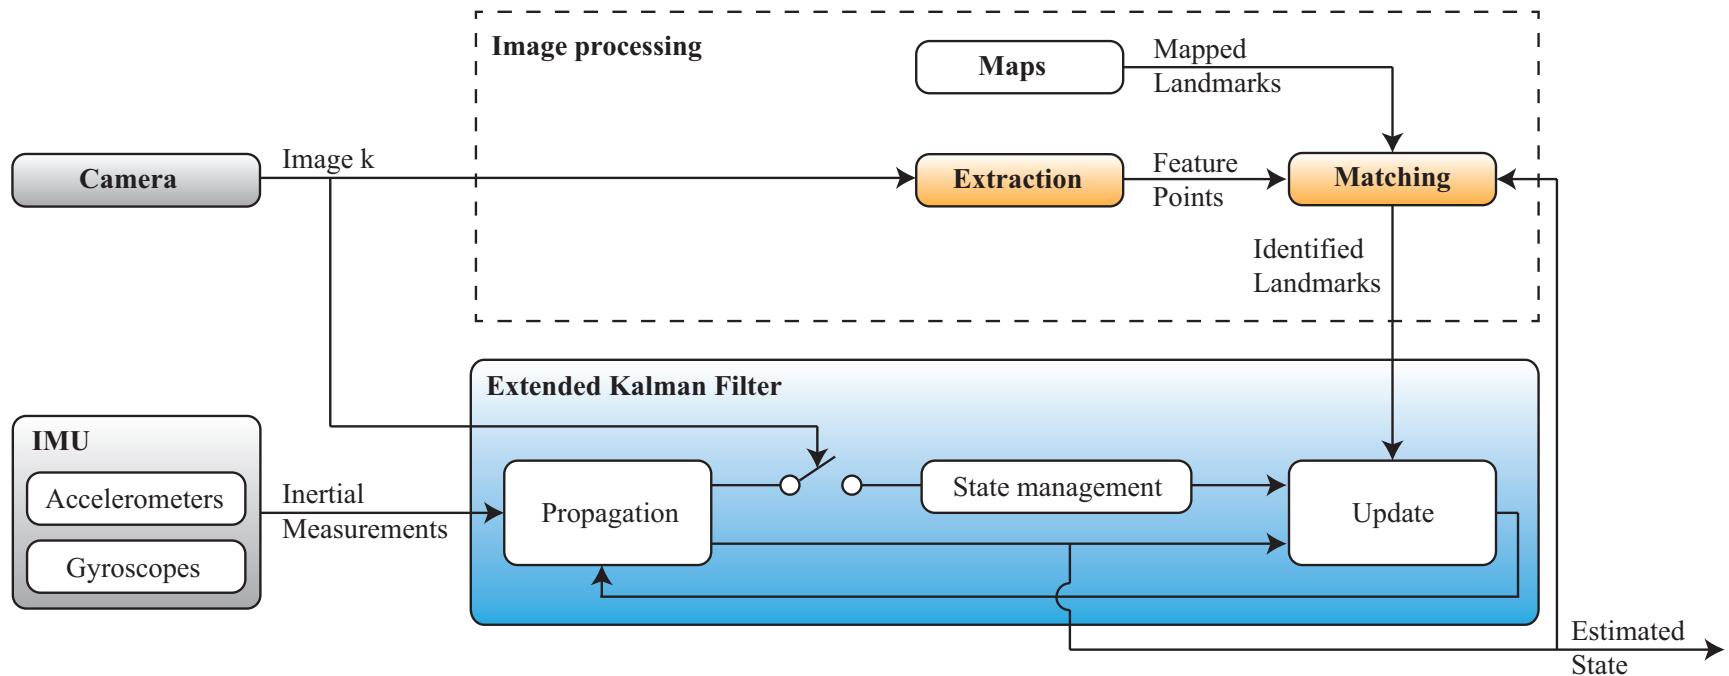 Image processing
Maps
Mapped
Landmarks
Camera
Image k
Extraction
Feature
Points
Matching
Identified
Landmarks
Extended Kalman Filter
IMU
Accelerometers
Gyroscopes
Inertial
Measurements
Propagation
State management
Update
Estimated
State